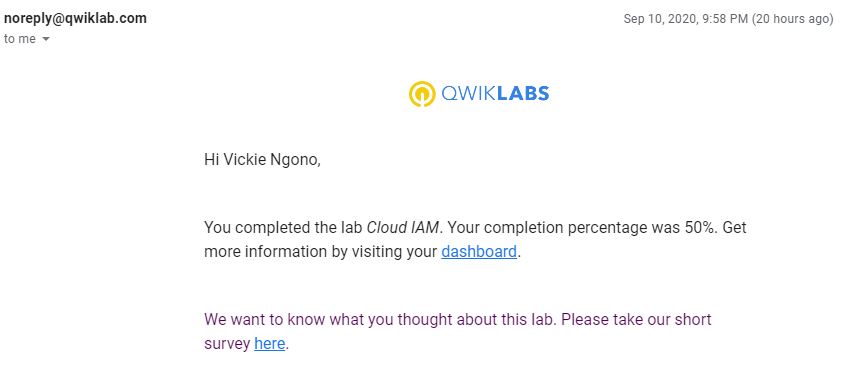 noreply@qwiklab.com
Sep 10, 2020, 9:58 PM (20 hours ago)
to me
QWIKLABS
Hi Vickie Ngono,
You completed the lab Cloud IAM. Your completion percentage was 50%. Get
more information by visiting your dashboard.
We want to know what you thought about this lab. Please take our short
survey here.